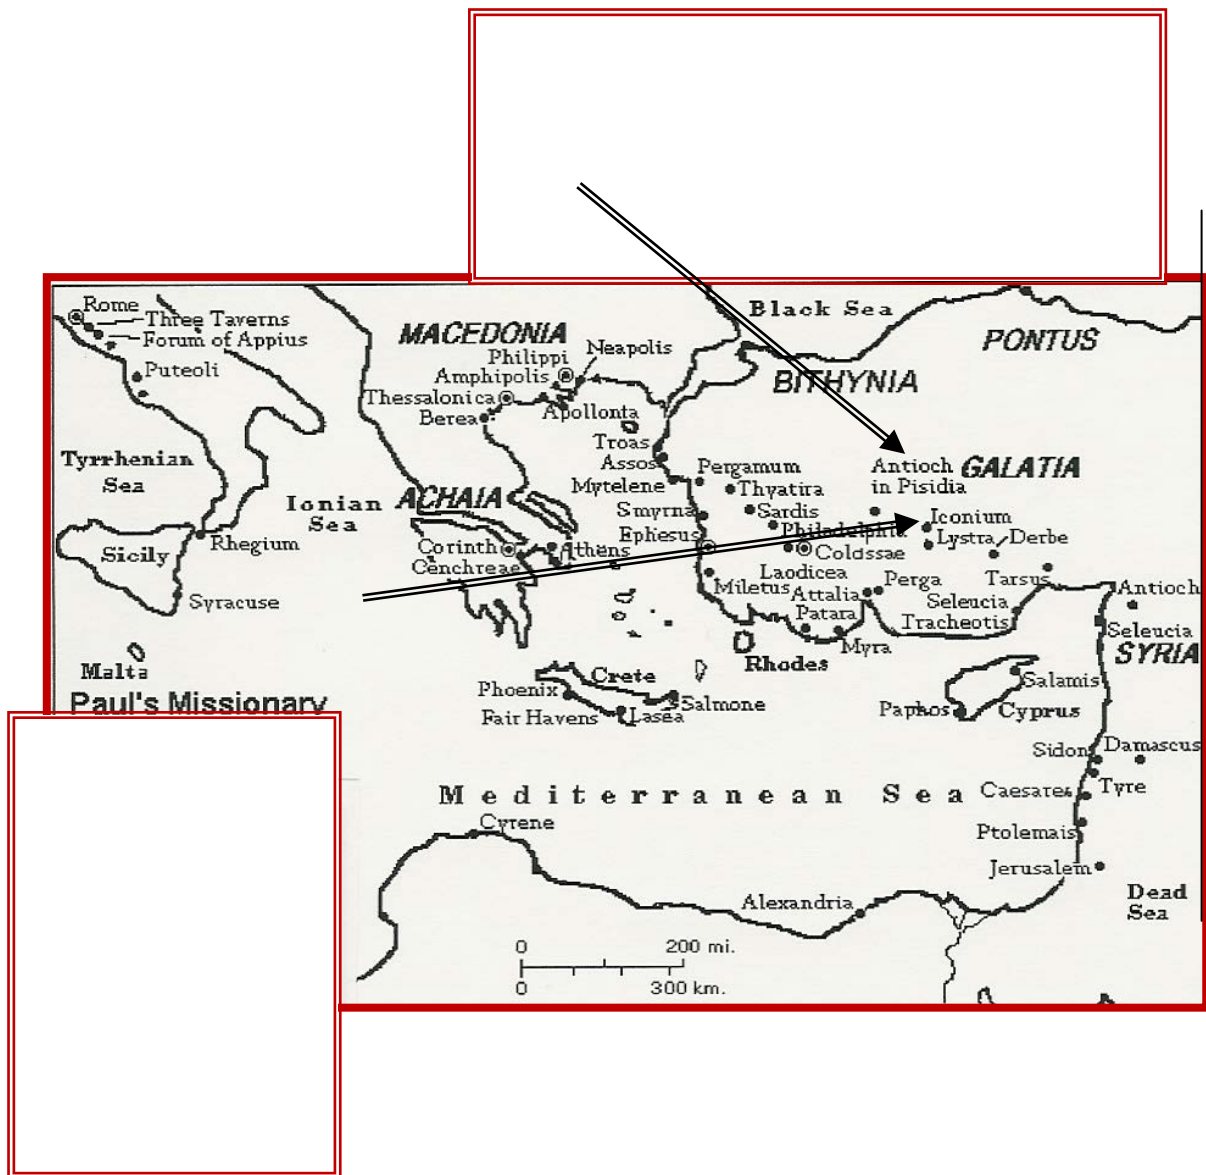 Rome
Three Taverns
Forum of Appius
Puteoli
Tyrrhenian
Sea
Ionian
Sea
Sicily
Rhegium
Syracuse
Malta
Paul's Missionary
MACEDONIA
Philippi
Neapolis
Amphipolis
Thessalonica
Apollonta
Berea
ACHAIA
Corinth
Athens
Cenchreae
Black Sea
PONTUS
BITHYNIA
Troas
Assos
Mytelene
Pergamum
Thyatira
Smyrna
Sardis
Ephesus
Philadelphia
Colossae
Laodicea
Miletus
Attalia
Perga
Patara
Myra
Rhodes
Antioch
in Pisidia
GALATIA
Iconium
Lystra
Derbe
Tarsus
Seleucia
Tracheotis
Antioch
Seleucia
SYRIA
Crete
Phoenix
Fair Havens
Lasea
Salmone
Salamis
Paphos
Cyprus
Sidon
Damascus
Tyre
Caesarea
Ptolemais
Jerusalem
Dead
Sea
Mediterranean Sea
Cyrene
Alexandria
0 200 mi.
0 300 km.